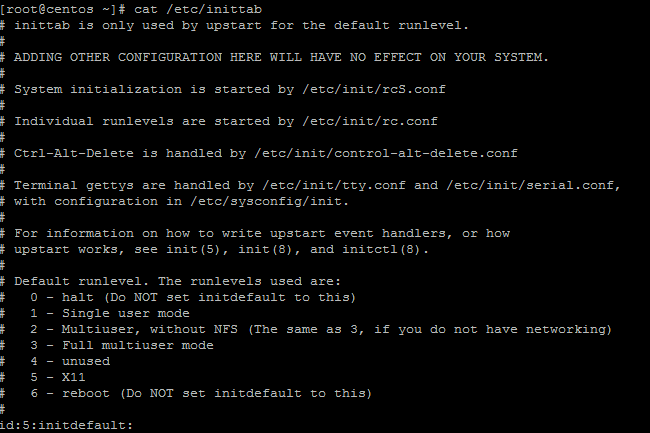 [root@centos ~]# cat /etc/inittab
# inittab is only used by upstart for the default runlevel.
#
# ADDING OTHER CONFIGURATION HERE WILL HAVE NO EFFECT ON YOUR SYSTEM.
#
# System initialization is started by /etc/init/rcS.conf
#
# Individual runlevels are started by /etc/init/rc.conf
#
# Ctrl-Alt-Delete is handled by /etc/init/control-alt-delete.conf
#
# Terminal gettys are handled by /etc/init/tty.conf and /etc/init/serial.conf,
# with configuration in /etc/sysconfig/init.
#
# For information on how to write upstart event handlers, or how
# upstart works, see init(5), init(8), and initctl(8).
#
# Default runlevel. The runlevels used are:
#   0 - halt (Do NOT set initdefault to this)
#   1 - Single user mode
#   2 - Multiuser, without NFS (The same as 3, if you do not have networking)
#   3 - Full multiuser mode
#   4 - unused
#   5 - X11
#   6 - reboot (Do NOT set initdefault to this)
#
id:5:initdefault: